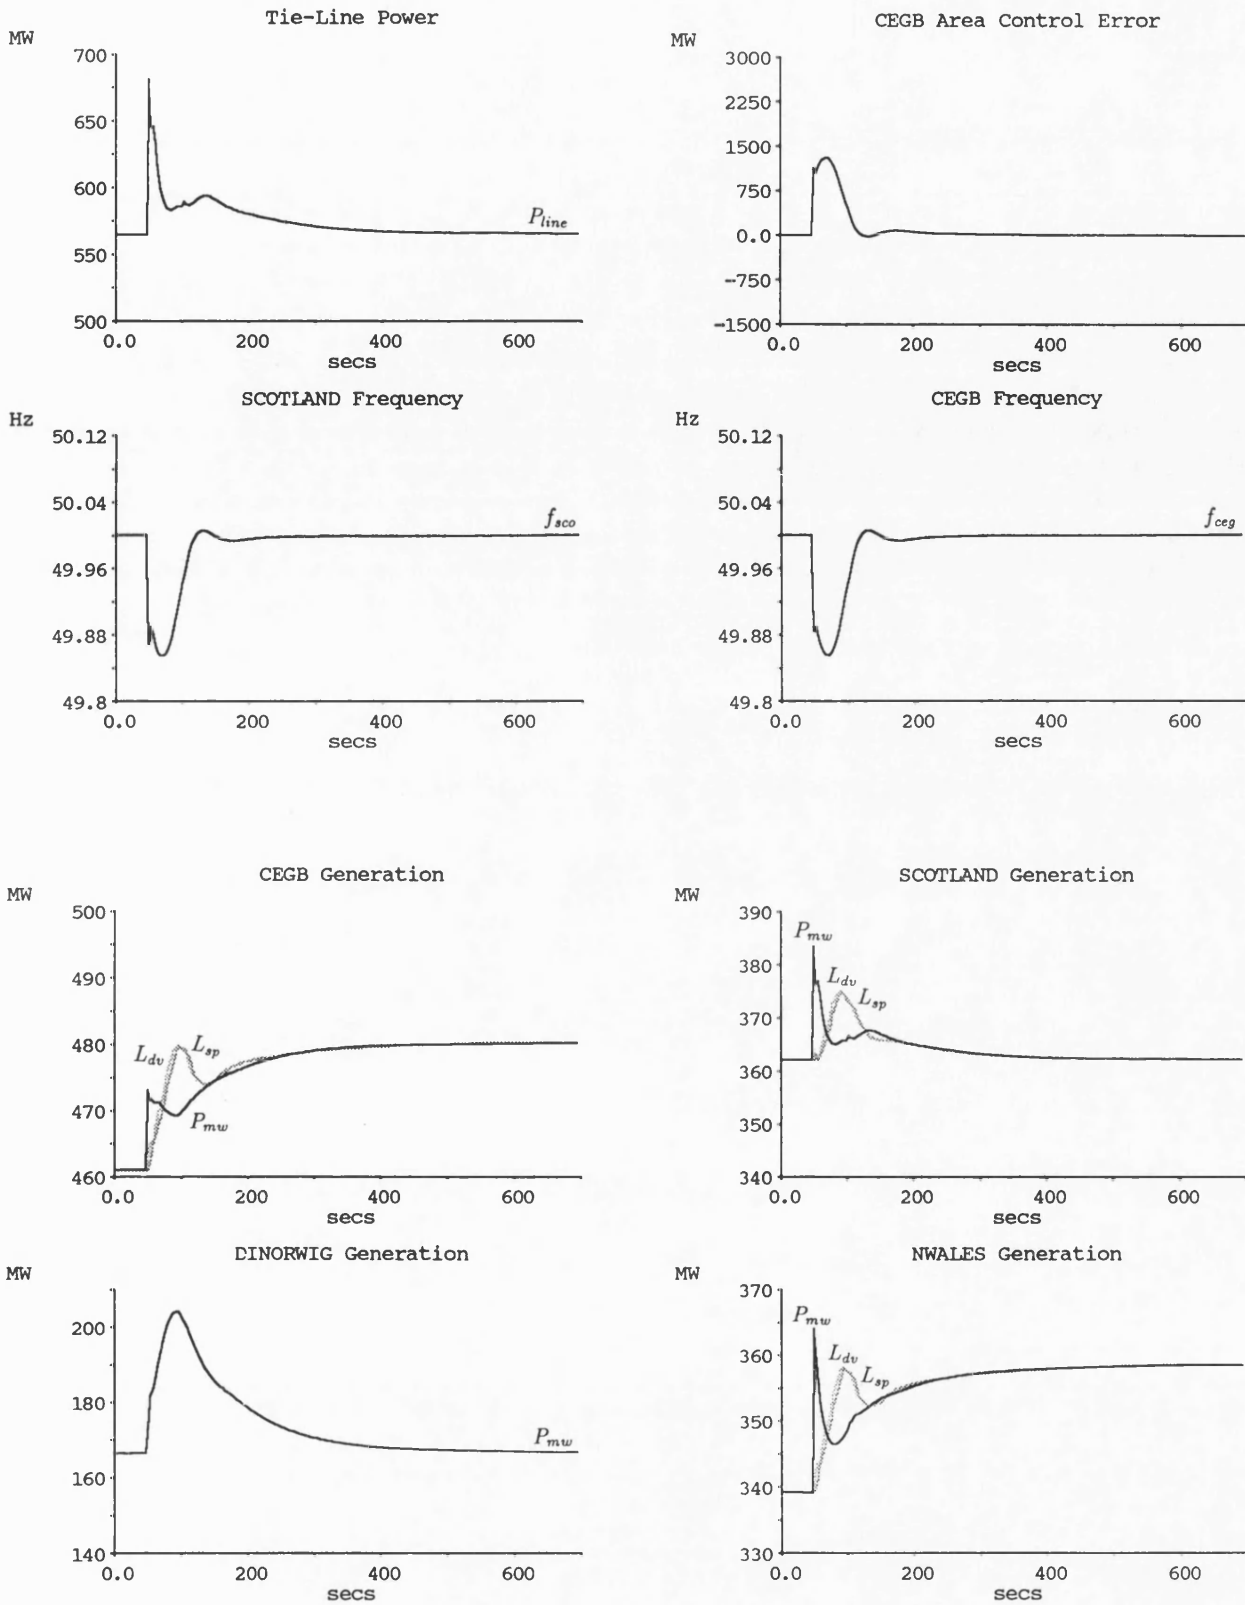 Tie-Line Power
MW
700
650
600
550
500
P_line
0.0 200 400 600
secs
CEGB Area Control Error
MW
3000
2250
1500
750
0.0
-750
-1500
0.0 200 400 600
secs
SCOTLAND Frequency
Hz
50.12
50.04
49.96
49.88
49.8
f_sco
0.0 200 400 600
secs
CEGB Frequency
Hz
50.12
50.04
49.96
49.88
49.8
f_ceg
0.0 200 400 600
secs
CEGB Generation
MW
500
490
480
470
460
L_dv L_sp
P_mw
0.0 200 400 600
secs
SCOTLAND Generation
MW
390
380
370
360
350
340
P_mw
L_dv
L_sp
0.0 200 400 600
secs
DINORWIG Generation
MW
200
180
160
140
P_mw
0.0 200 400 600
secs
NWALES Generation
MW
370
360
350
340
330
P_mw
L_dv
L_sp
0.0 200 400 600
secs